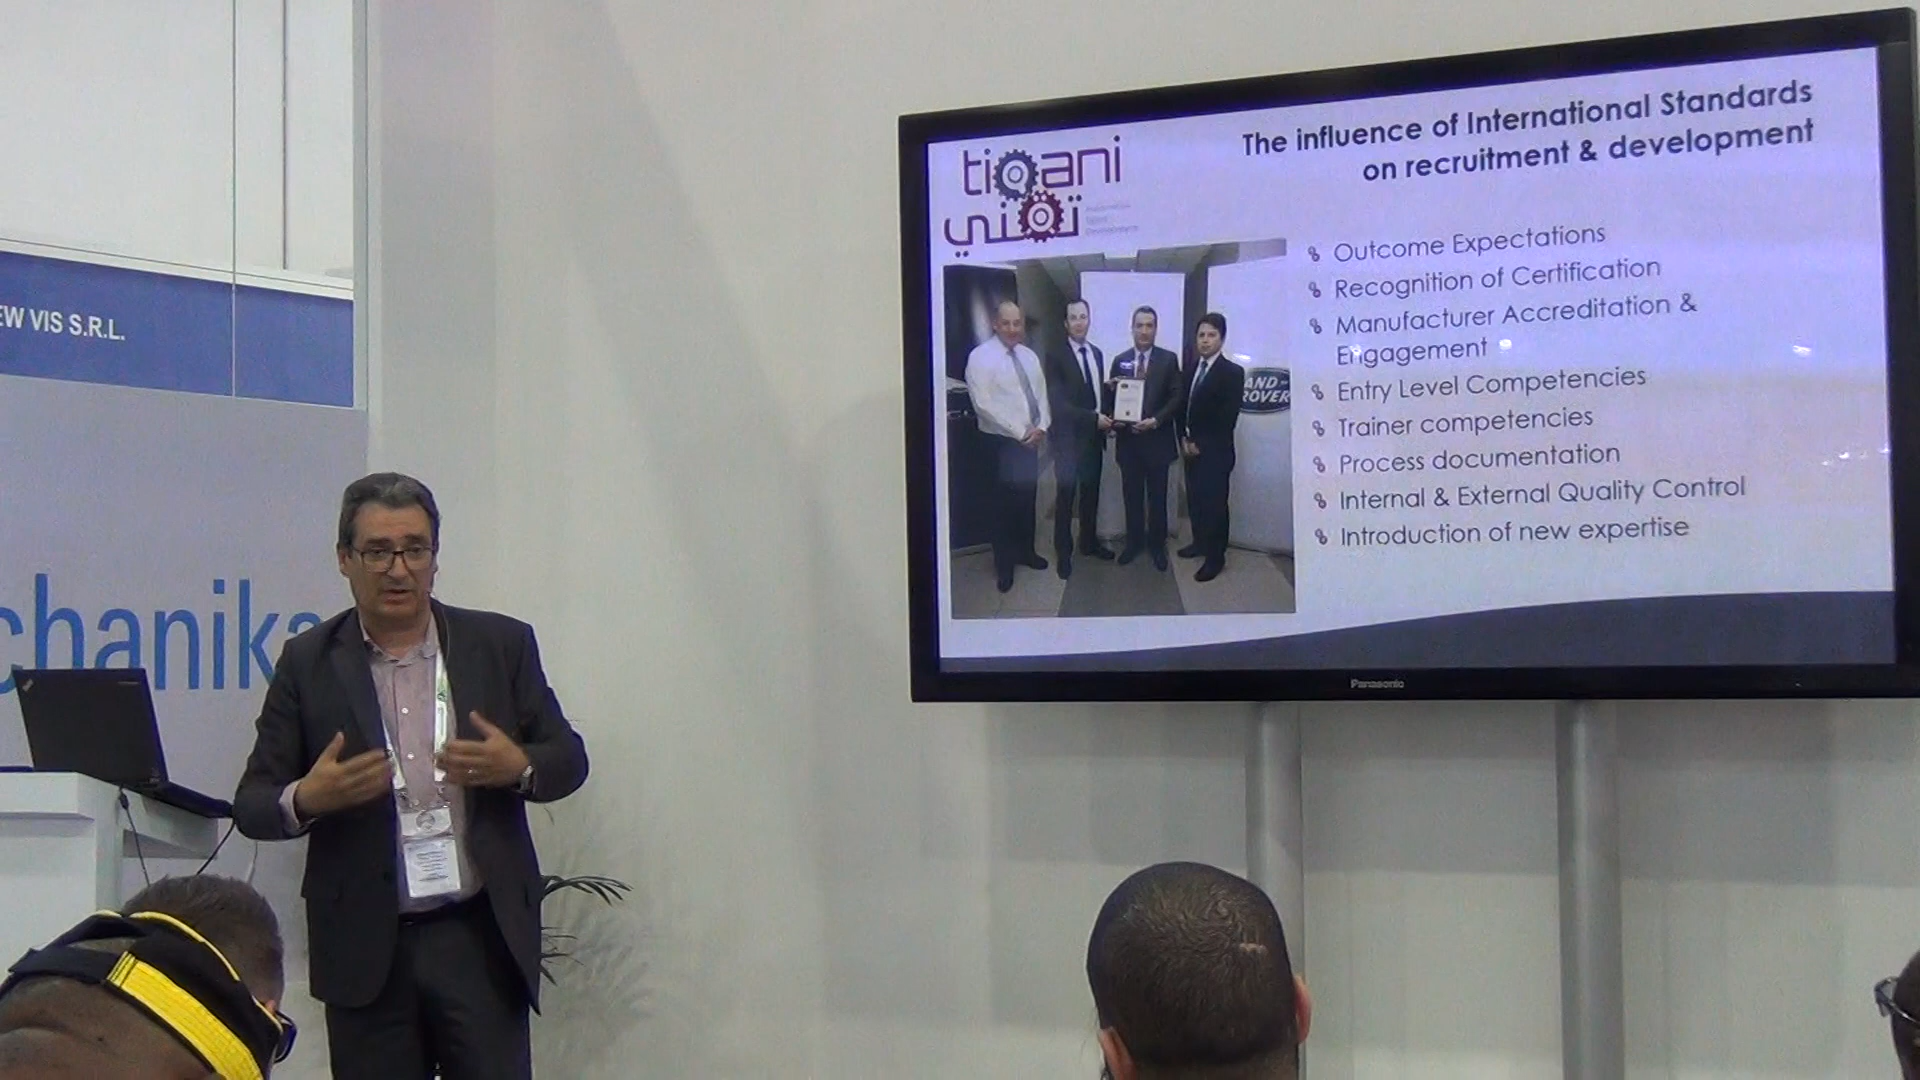 EW VIS S.R.L.
chanika
tiqani
تقني
The influence of International Standards
on recruitment & development
Outcome Expectations
Recognition of Certification
Manufacturer Accreditation &
Engagement
Entry Level Competencies
Trainer competencies
Process documentation
Internal & External Quality Control
Introduction of new expertise
AND-
ROVER
Panasonic